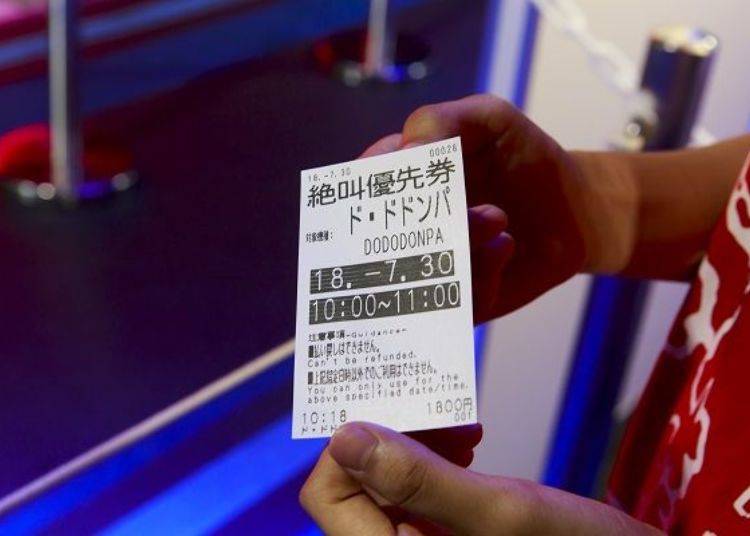 18.-7.30 00026
絶叫優先券
ド・ドドンパ
対象機種:
DODODONPA
18.-7.30
10:00~11:00
注意事項-Guidance-
■払い戻しはできません。
Can't be refunded.
■上記指定日時以外でのご利用はできません。
You can only use for the
above specified date/time.
10:18 1800円
ド・ドド 001